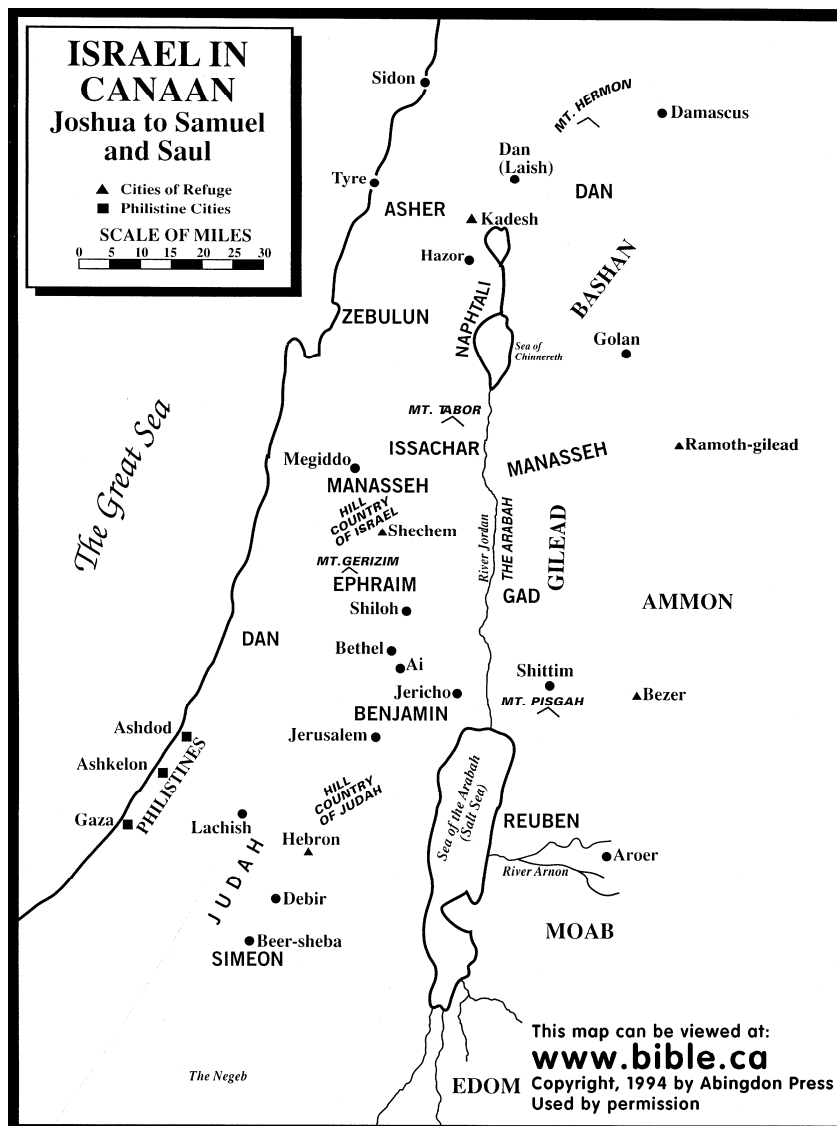 ISRAEL IN
CANAAN
Joshua to Samuel
and Saul
Cities of Refuge
Philistine Cities
SCALE OF MILES
0 5 10 15 20 25 30
Sidon
MT. HERMON
Damascus
Dan
(Laish)
Tyre
DAN
ASHER
Kadesh
Hazor
BASHAN
NAPHTALI
ZEBULUN
Sea of
Chinnereth
Golan
The Great Sea
MT. TABOR
ISSACHAR
MANASSEH
Ramoth-gilead
Megiddo
MANASSEH
HILL
COUNTRY
OF ISRAEL
Shechem
River Jordan
THE ARABAH
GILEAD
MT.GERIZIM
EPHRAIM
GAD
AMMON
Shiloh
DAN
Bethel
Ai
Shittim
Jericho
MT. PISGAH
Bezer
BENJAMIN
Ashdod
Jerusalem
Ashkelon
PHILISTINES
HILL
COUNTRY
OF JUDAH
Sea of the Arabah
(Salt Sea)
Gaza
Lachish
REUBEN
Hebron
JUDAH
Aroer
River Arnon
Debir
MOAB
Beer-sheba
SIMEON
The Negeb
EDOM
This map can be viewed at:
www.bible.ca
Copyright, 1994 by Abingdon Press
Used by permission